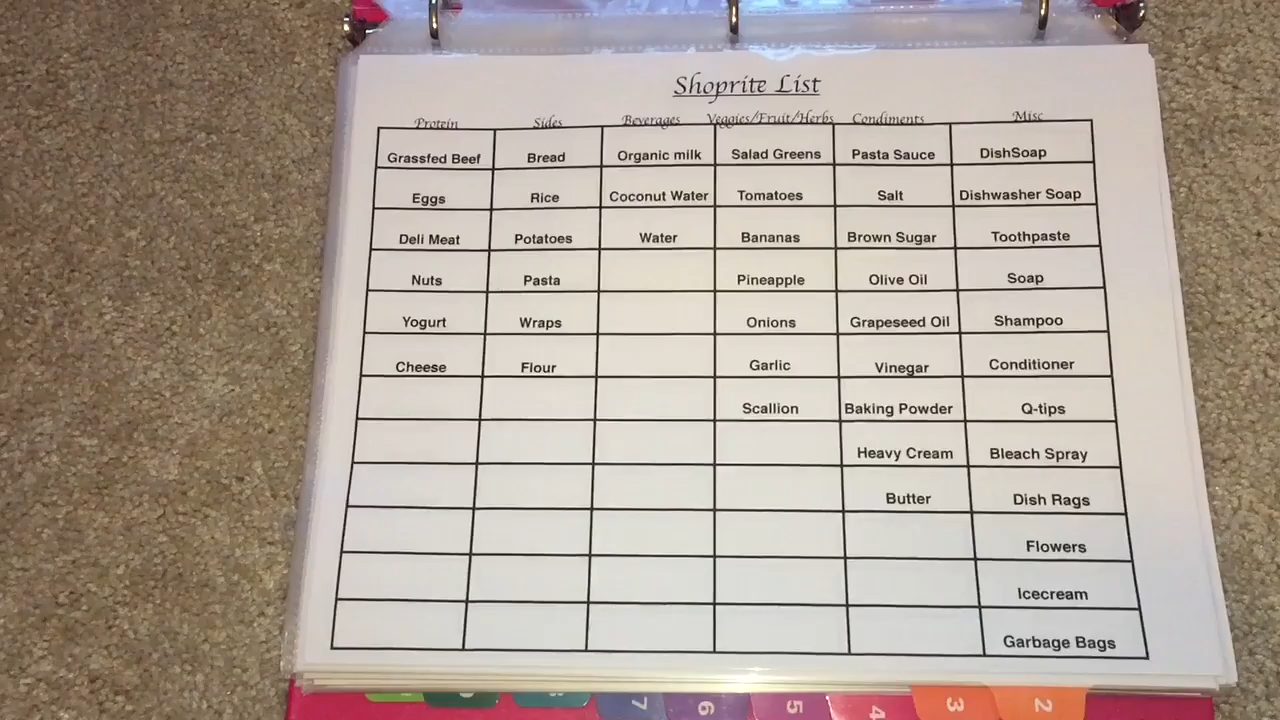 Shoprite List
Protein Sides Beverages Veggies/Fruit/Herbs Condiments Misc
Grassfed Beef Bread Organic milk Salad Greens Pasta Sauce DishSoap
Eggs Rice Coconut Water Tomatoes Salt Dishwasher Soap
Deli Meat Potatoes Water Bananas Brown Sugar Toothpaste
Nuts Pasta Pineapple Olive Oil Soap
Yogurt Wraps Onions Grapeseed Oil Shampoo
Cheese Flour Garlic Vinegar Conditioner
Scallion Baking Powder Q-tips
Heavy Cream Bleach Spray
Butter Dish Rags
Flowers
Icecream
Garbage Bags
8 7 6 5 4 3 2